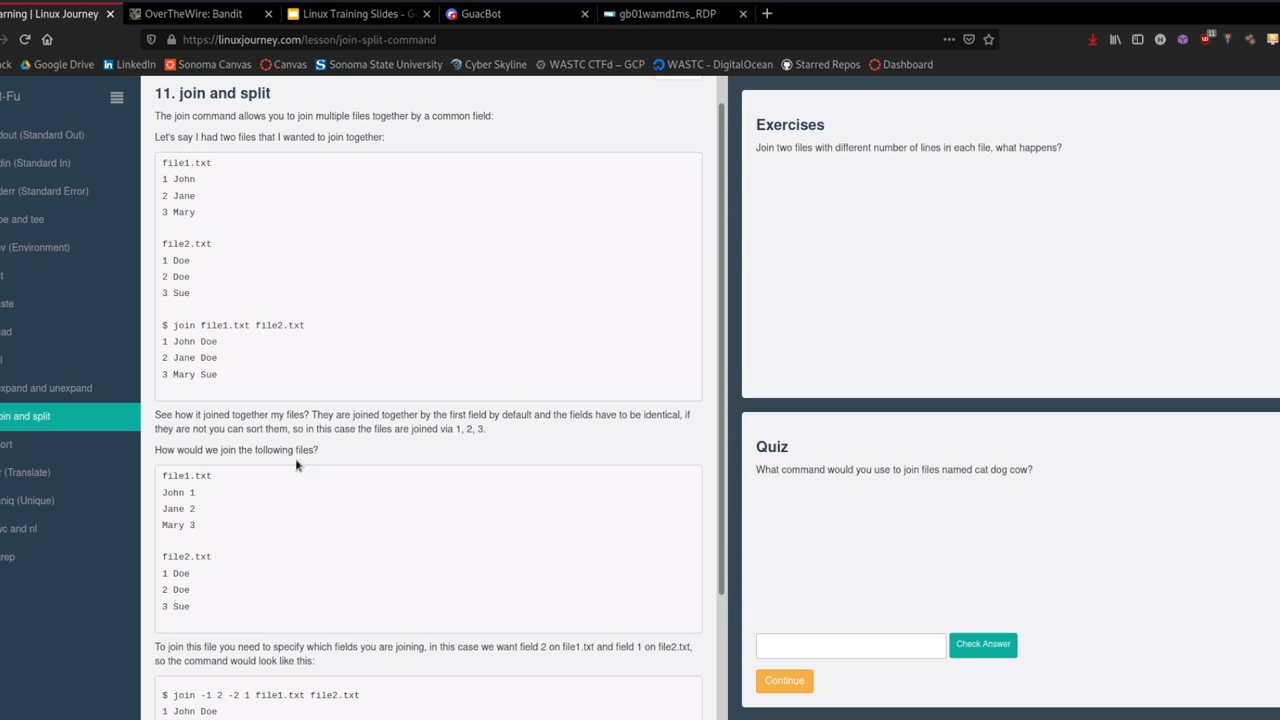 arning | Linux Journey
OverTheWire: Bandit
Linux Training Slides - G
GuacBot
gb01wamd1ms_RDP
https://linuxjourney.com/lesson/join-split-command
11
ack
Google Drive
LinkedIn
Sonoma Canvas
Canvas
Sonoma State University
Cyber Skyline
WASTC CTFd – GCP
WASTC - DigitalOcean
Starred Repos
Dashboard
t-Fu
dout (Standard Out)
din (Standard In)
derr (Standard Error)
pe and tee
nv (Environment)
t
aste
ead
l
expand and unexpand
oin and split
ort
r (Translate)
niq (Unique)
wc and nl
grep
11. join and split
The join command allows you to join multiple files together by a common field:
Let's say I had two files that I wanted to join together:
file1.txt
1 John
2 Jane
3 Mary
file2.txt
1 Doe
2 Doe
3 Sue
$ join file1.txt file2.txt
1 John Doe
2 Jane Doe
3 Mary Sue
See how it joined together my files? They are joined together by the first field by default and the fields have to be identical, if
they are not you can sort them, so in this case the files are joined via 1, 2, 3.
How would we join the following files?
file1.txt
John 1
Jane 2
Mary 3
file2.txt
1 Doe
2 Doe
3 Sue
To join this file you need to specify which fields you are joining, in this case we want field 2 on file1.txt and field 1 on file2.txt,
so the command would look like this:
$ join -1 2 -2 1 file1.txt file2.txt
1 John Doe
Exercises
Join two files with different number of lines in each file, what happens?
Quiz
What command would you use to join files named cat dog cow?
Check Answer
Continue